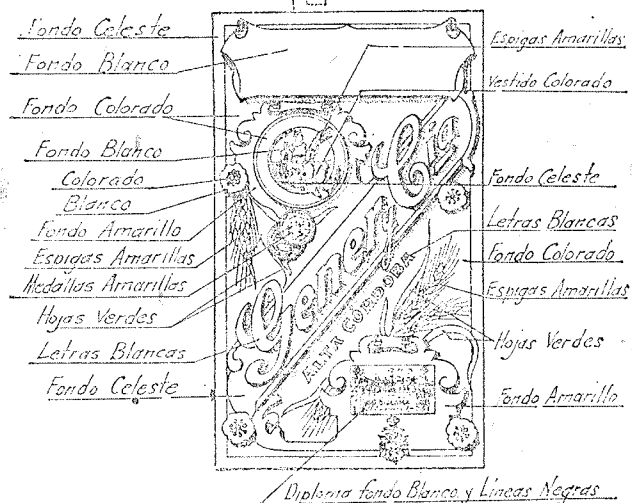 Fondo Celeste
Fondo Blanco
Fondo Colorado
Fondo Blanco
Colorado
Blanco
Fondo Amarillo
Espigas Amarillas
Medallas Amarillas
Hojas Verdes
Letras Blancas
Fondo Celeste
Genero
Cia
ALTA CORDOBA
Espigas Amarillas
Vestido Colorado
Fondo Celeste
Letras Blancas
Fondo Colorado
Espigas Amarillas
Hojas Verdes
Fondo Amarillo
Diploma fondo Blanco y Lineas Negras